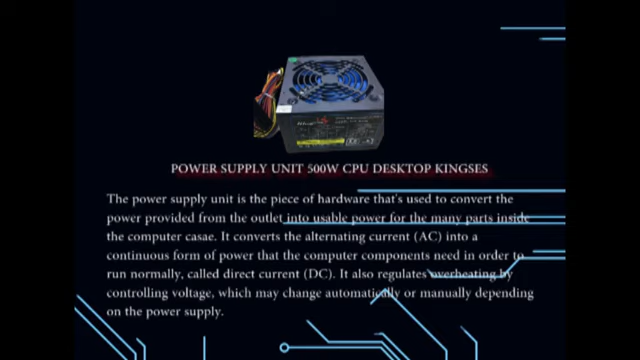 POWER SUPPLY UNIT 500W CPU DESKTOP KINGSES
The power supply unit is the piece of hardware that's used to convert the
power provided from the outlet into usable power for the many parts inside
the computer casae. It converts the alternating current (AC) into a
continuous form of power that the computer components need in order to
run normally, called direct current (DC). It also regulates overheating by
controlling voltage, which may change automatically or manually depending
on the power supply.